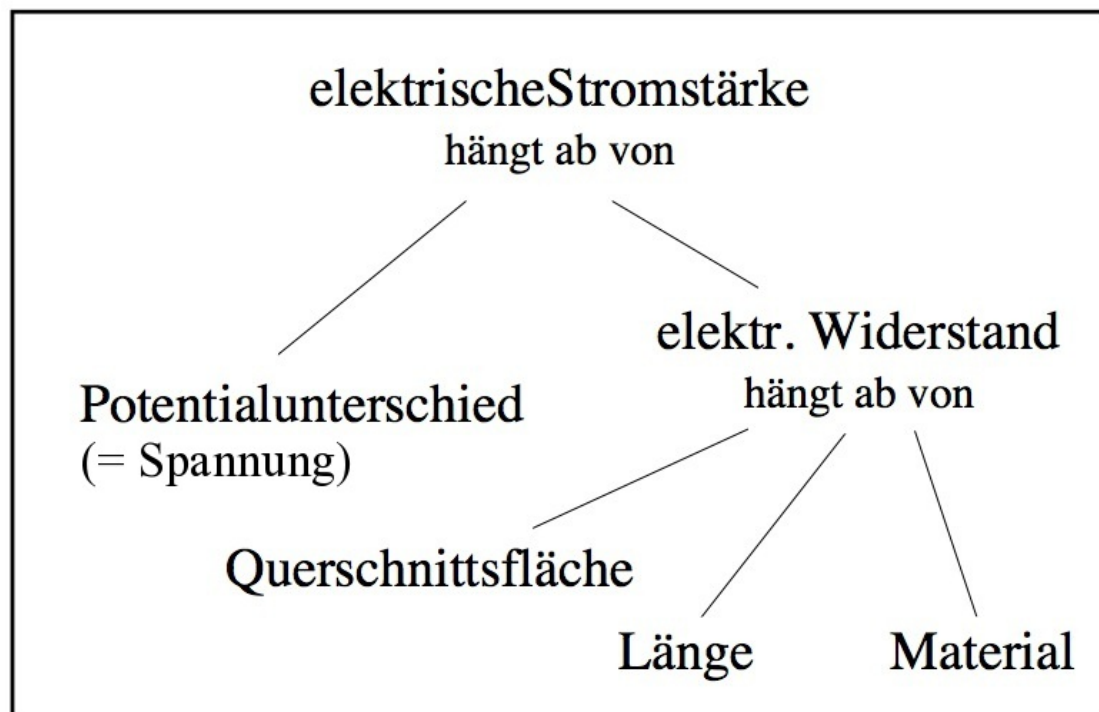 elektrischeStromstärke
hängt ab von
elektr. Widerstand
hängt ab von
Potentialunterschied
(= Spannung)
Querschnittsfläche
Länge
Material